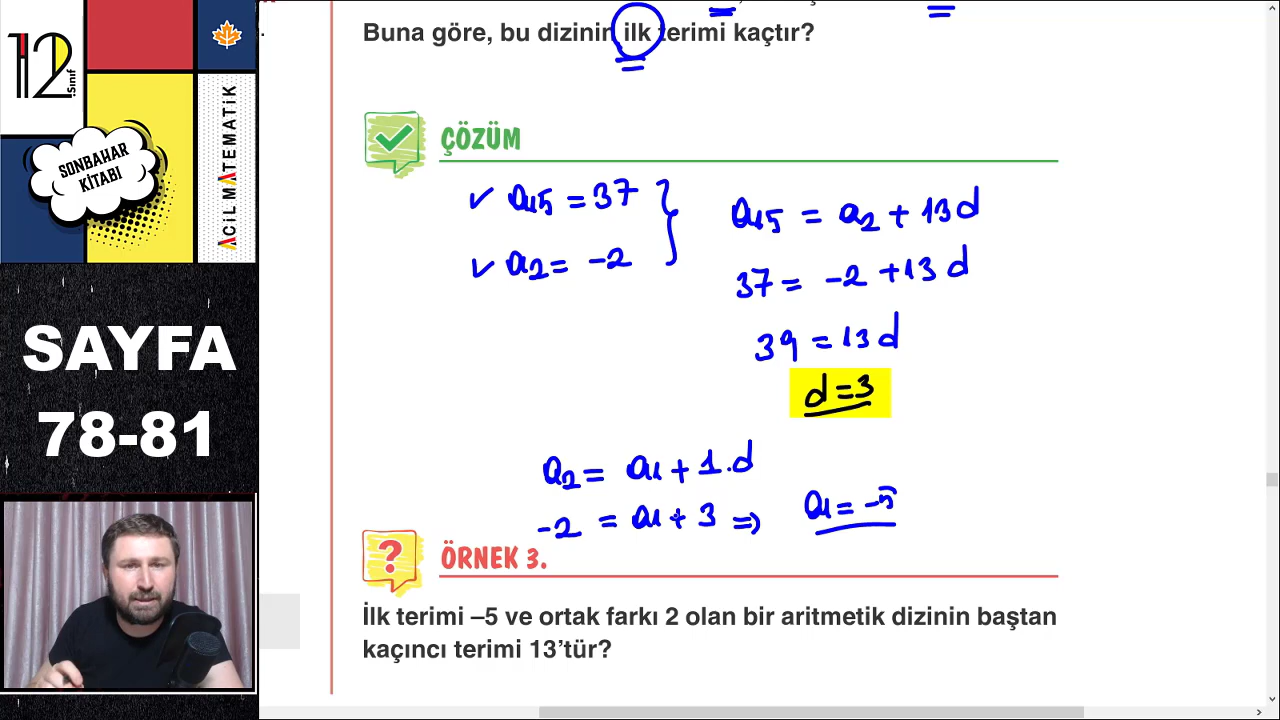 12
.Sınıf
SONBAHAR
KİTABI
ACİLMATEMATİK
SAYFA
78-81
Buna göre, bu dizinin ilk terimi kaçtır?
ÇÖZÜM
✓ a15 = 37
✓ a2 = -2
a15 = a2 + 13d
37 = -2 + 13d
39 = 13d
d = 3
a2 = a1 + 1.d
-2 = a1 + 3 ⇒ a1 = -5
?
ÖRNEK 3.
İlk terimi –5 ve ortak farkı 2 olan bir aritmetik dizinin baştan
kaçıncı terimi 13’tür?